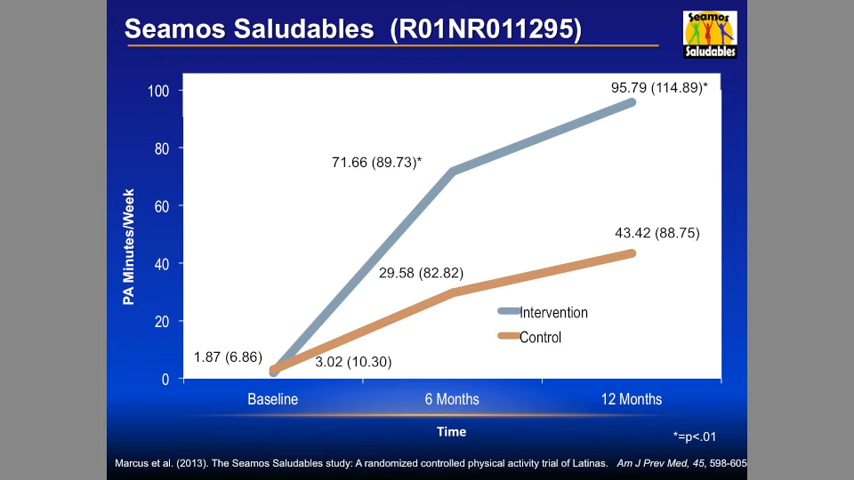 Seamos Saludables (R01NR011295)
Seamos
Saludables
100
80
60
40
20
0
PA Minutes/Week
95.79 (114.89)*
71.66 (89.73)*
43.42 (88.75)
29.58 (82.82)
Intervention
Control
1.87 (6.86)
3.02 (10.30)
Baseline
6 Months
12 Months
Time
*=p<.01
Marcus et al. (2013). The Seamos Saludables study: A randomized controlled physical activity trial of Latinas. Am J Prev Med, 45, 598-605